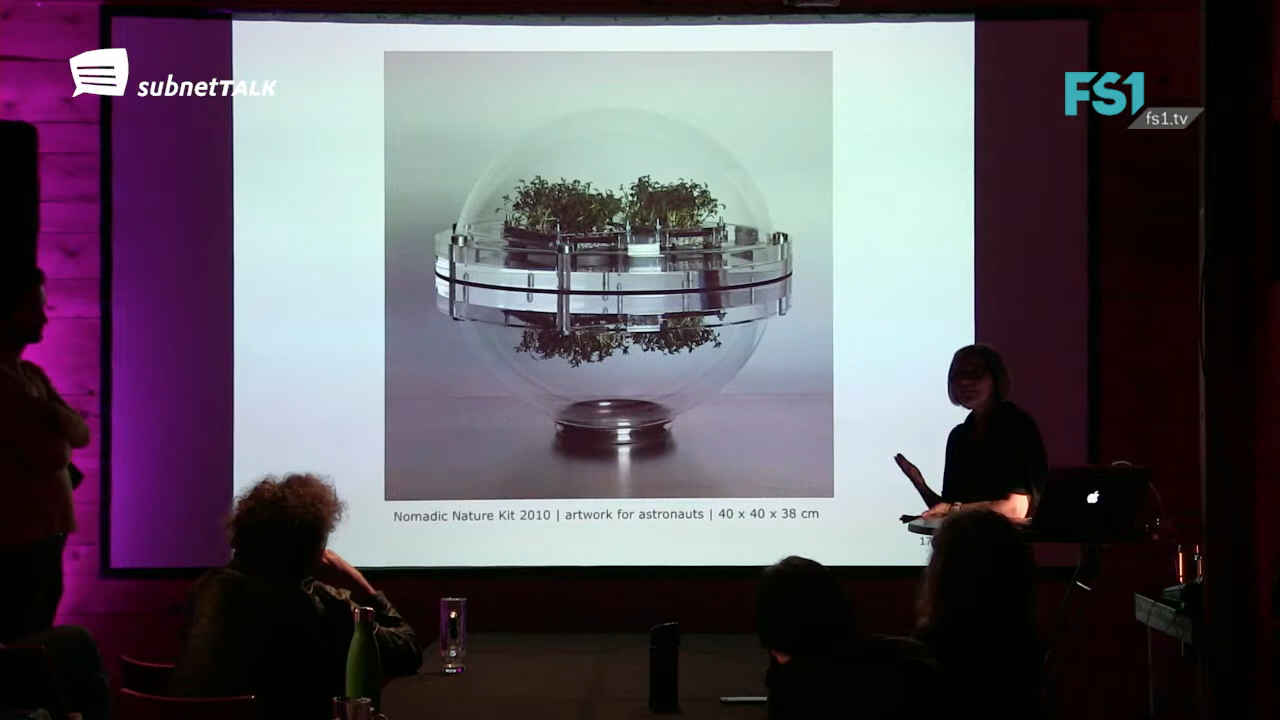 subnetTALK
FS1
fs1.tv
Nomadic Nature Kit 2010 | artwork for astronauts | 40 x 40 x 38 cm